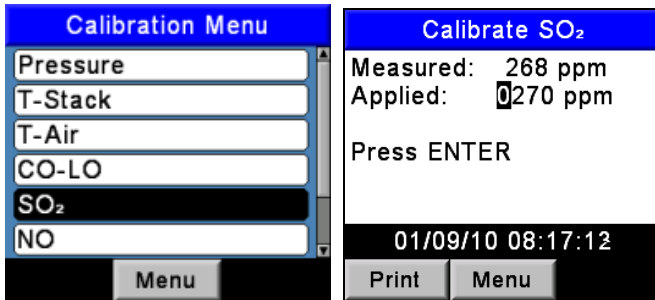 Calibration Menu
Pressure
T-Stack
T-Air
CO-LO
SO₂
NO
Menu
Calibrate SO₂
Measured: 268 ppm
Applied: 0270 ppm
Press ENTER
01/09/10 08:17:12
Print Menu